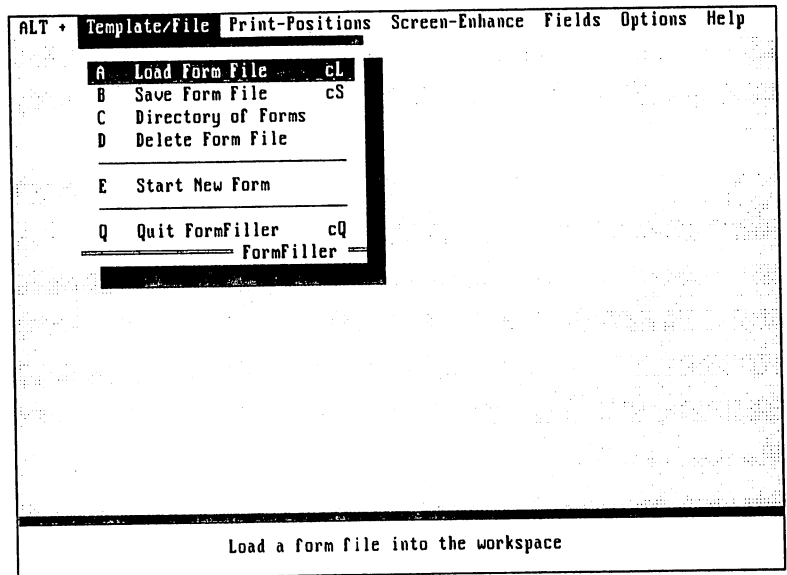 ALT + Template/File Print-Positions Screen-Enhance Fields Options Help
A Load Form File cL
B Save Form File cS
C Directory of Forms
D Delete Form File
E Start New Form
Q Quit FormFiller cQ
FormFiller
Load a form file into the workspace